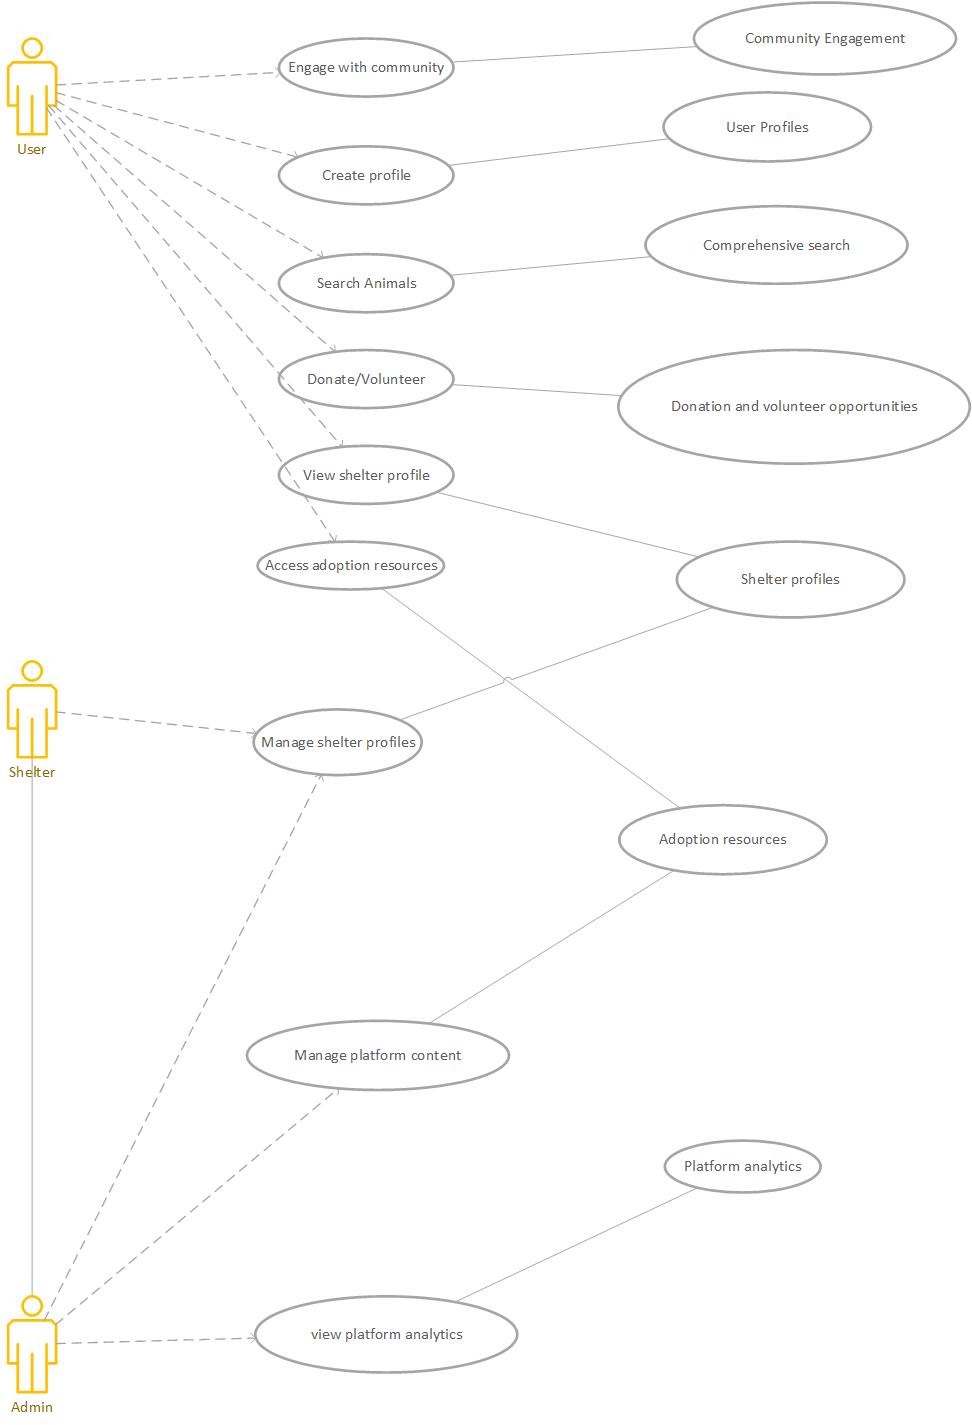 Community Engagement
Engage with community
User Profiles
User
Create profile
Comprehensive search
Search Animals
Donate/Volunteer
Donation and volunteer opportunities
View shelter profile
Access adoption resources
Shelter profiles
Manage shelter profiles
Shelter
Adoption resources
Manage platform content
Platform analytics
view platform analytics
Admin